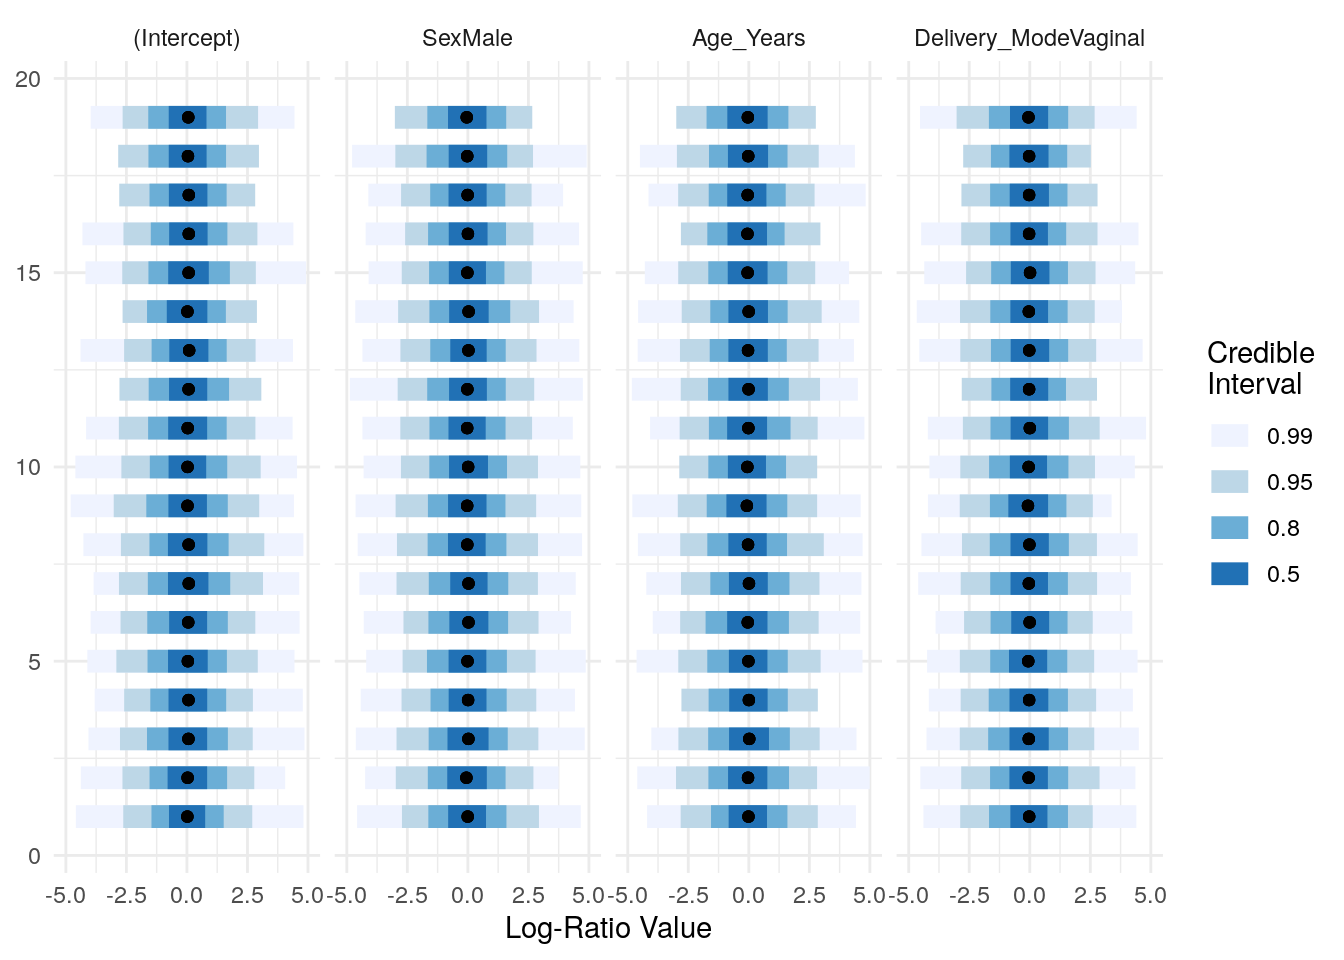 (Intercept) SexMale Age_Years Delivery_ModeVaginal
20
15
10
5
0
-5.0 -2.5 0.0 2.5 5.0 -5.0 -2.5 0.0 2.5 5.0 -5.0 -2.5 0.0 2.5 5.0 -5.0 -2.5 0.0 2.5 5.0
Log-Ratio Value
Credible
Interval
0.99
0.95
0.8
0.5